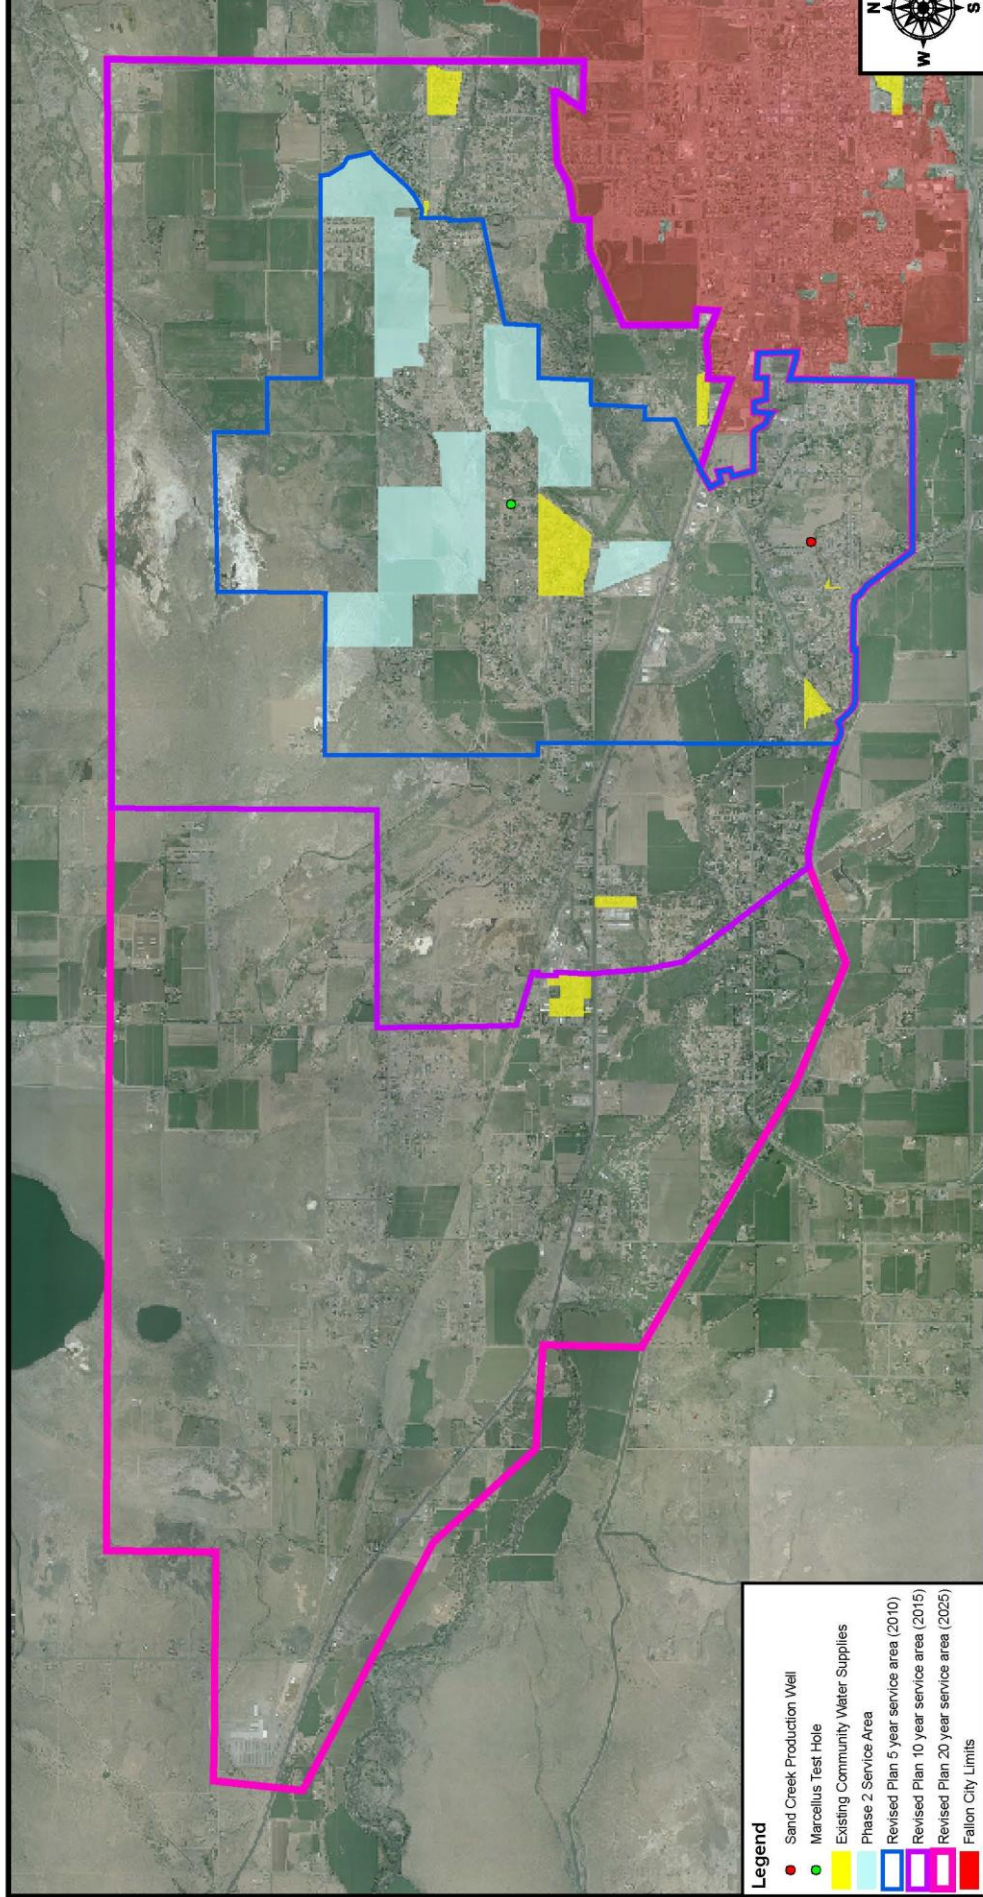 N
W
S
Legend
Sand Creek Production Well
Marcellus Test Hole
Existing Community Water Supplies
Phase 2 Service Area
Revised Plan 5 year service area (2010)
Revised Plan 10 year service area (2015)
Revised Plan 20 year service area (2025)
Fallon City Limits